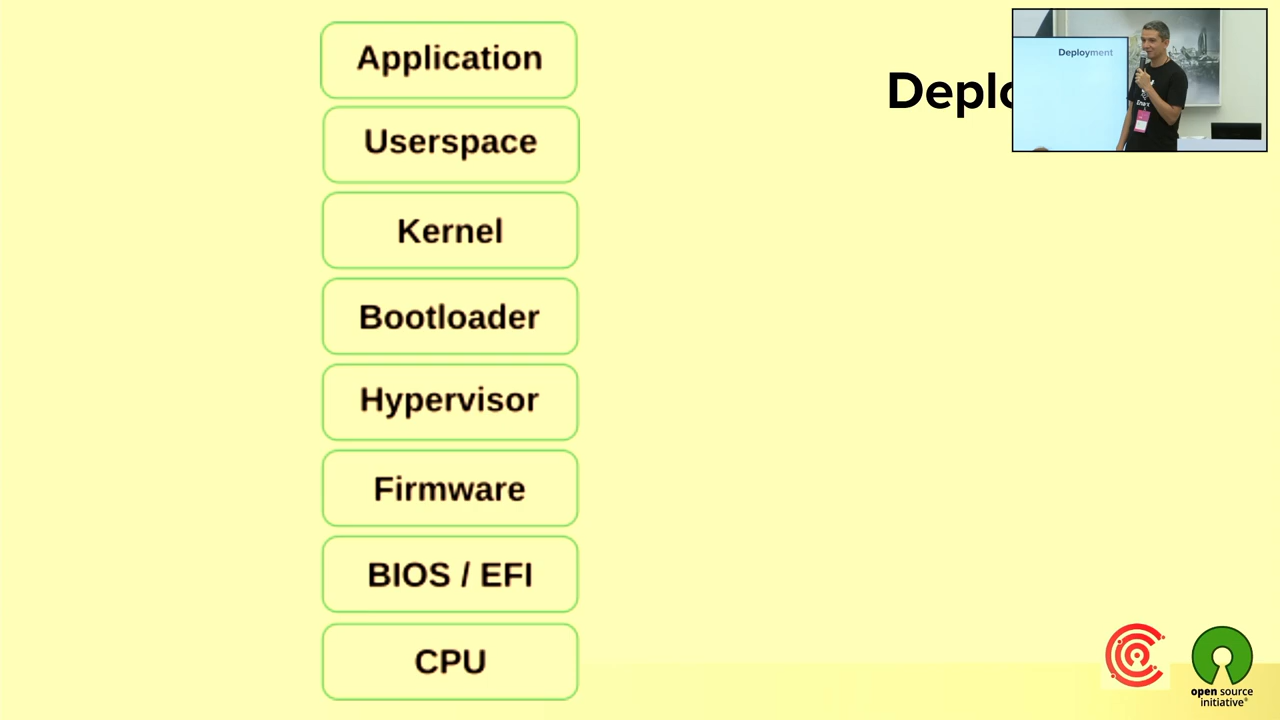 Application
Userspace
Kernel
Bootloader
Hypervisor
Firmware
BIOS / EFI
CPU
Deplo
Deployment
open source
initiative®